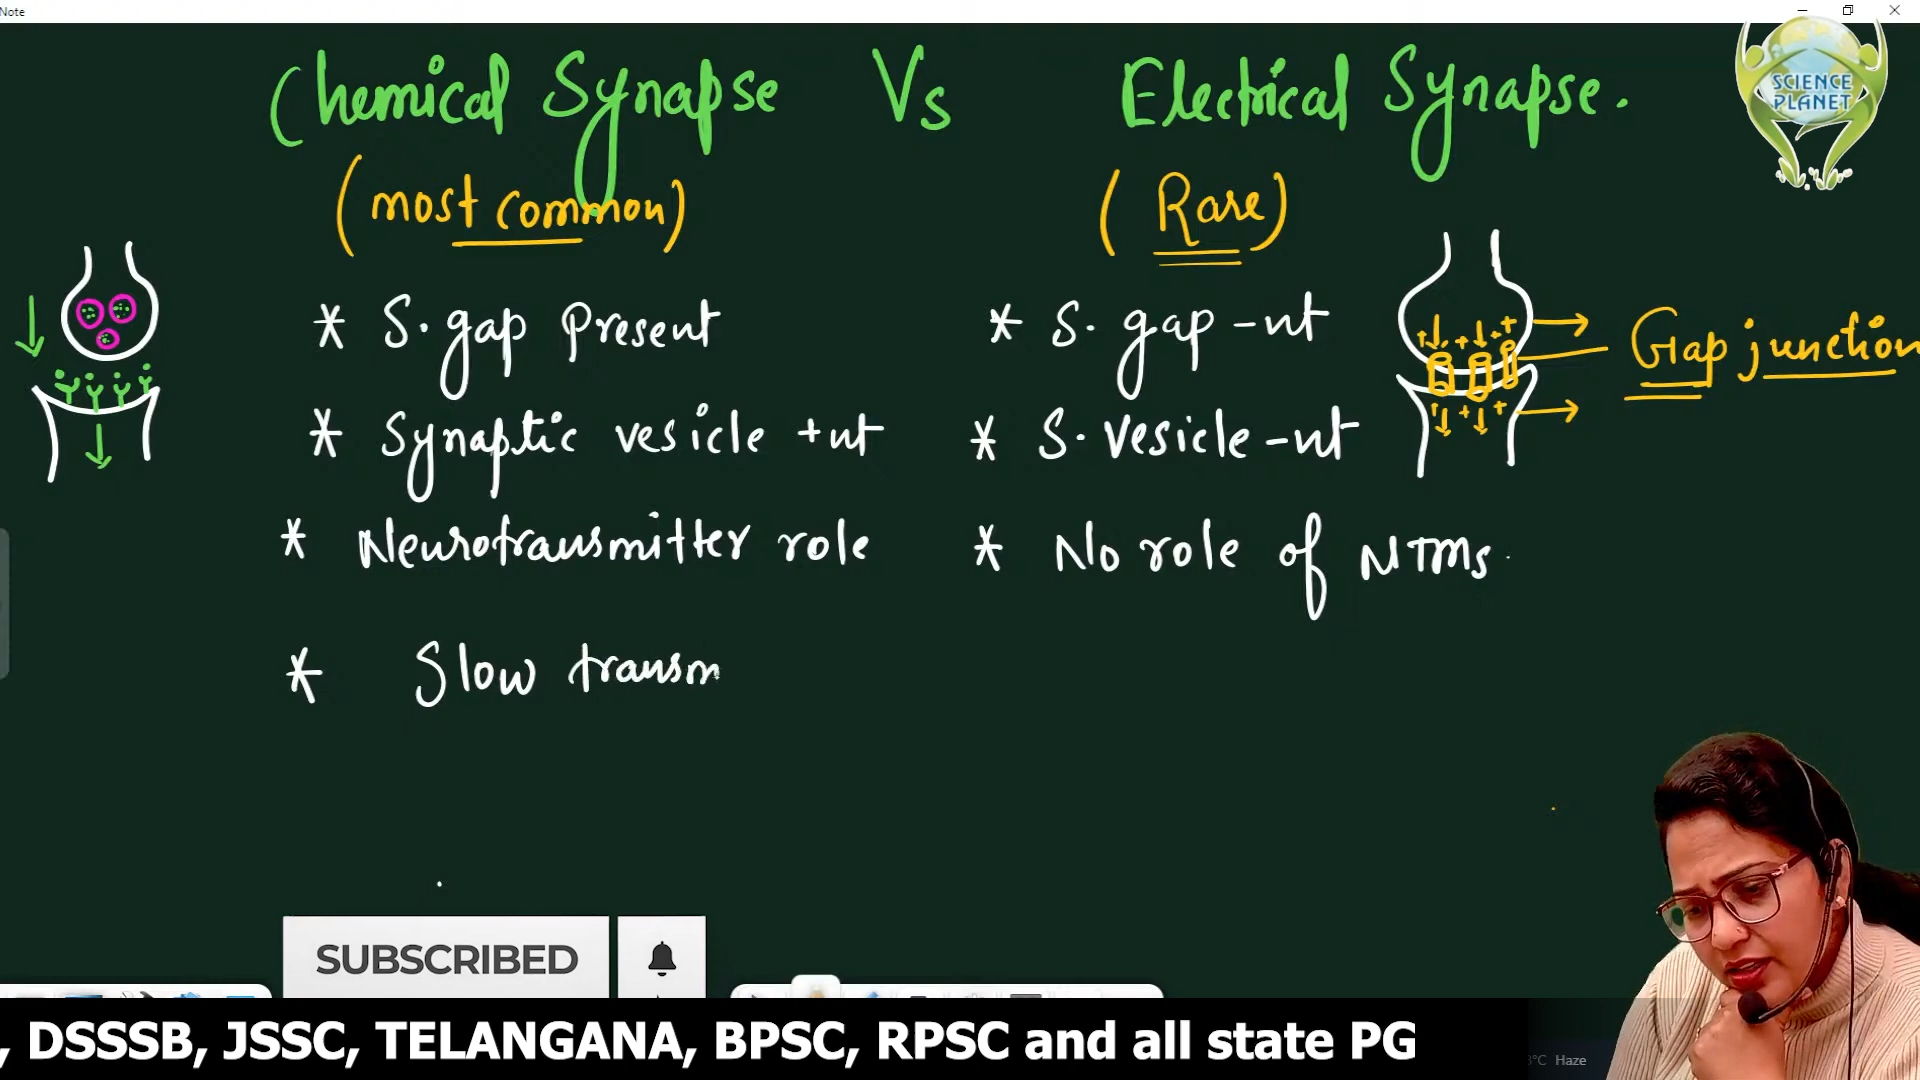 Note
Chemical Synapse Vs Electrical Synapse.
SCIENCE
PLANET
(most common)
(Rare)
* S. gap present
* S. gap -nt
Gap junction
* Synaptic vesicle +nt
* S. vesicle -nt
* Neurotransmitter role
* No role of NTMs.
* Slow transm
SUBSCRIBED
, DSSSB, JSSC, TELANGANA, BPSC, RPSC and all state PG
°C Haze